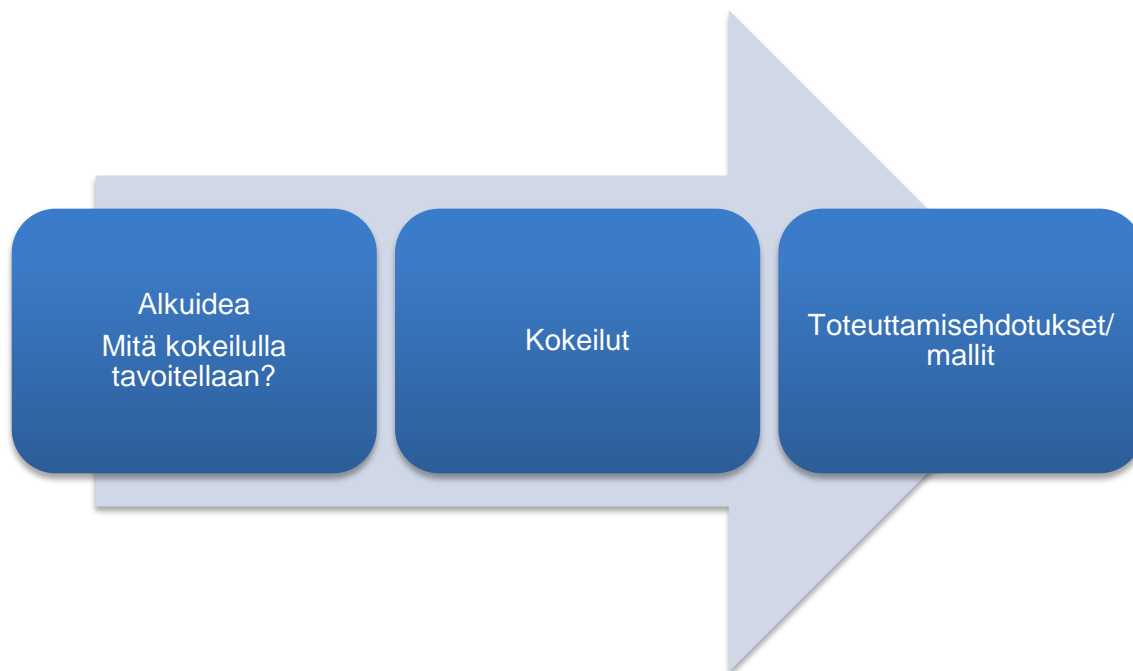 Alkuidea
Mitä kokeilulla
tavoitellaan?
Kokeilut
Toteuttamisehdotukset/
mallit